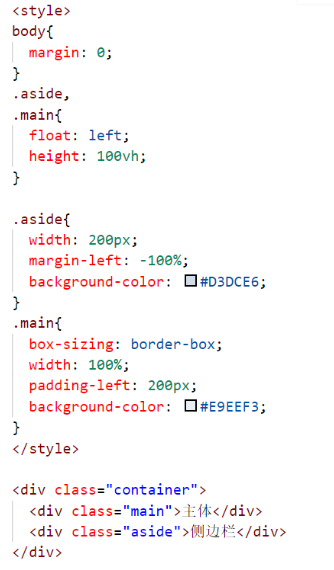 <style>
body{
margin: 0;
}
.aside,
.main{
float: left;
height: 100vh;
}
.aside{
width: 200px;
margin-left: -100%;
background-color: #D3DCE6;
}
.main{
box-sizing: border-box;
width: 100%;
padding-left: 200px;
background-color: #E9EEF3;
}
</style>
<div class="container">
<div class="main">主体</div>
<div class="aside">侧边栏</div>
</div>